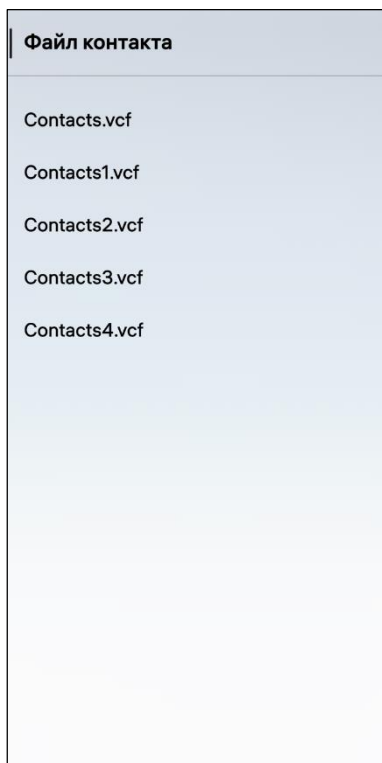 Файл контакта
Contacts.vcf
Contacts1.vcf
Contacts2.vcf
Contacts3.vcf
Contacts4.vcf